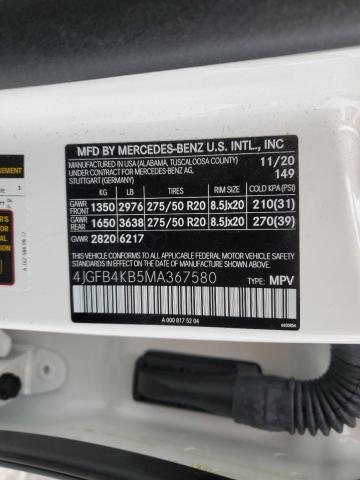 MFD BY MERCEDES-BENZ U.S. INTL., INC
USA (ALABAMA, TUSCALOOSA COUNTY) 11/20
UNDER CONTRACT FOR MERCEDES-BENZ AG, 149
STUTTGART (GERMANY)
KG LB TIRES RIM SIZE COLD KPA (PSI)
GAWR FRONT 1350 2976 275/50 R20 8.5Jx20 210(31)
GAWR REAR 1650 3638 275/50 R20 8.5Jx20 270(39)
GVWR 2820 6217
THIS VEHICLE CONFORMS TO ALL APPLICABLE U.S. FEDERAL MOTOR VEHICLE SAFETY
STANDARDS IN EFFECT ON THE DATE OF MANUFACTURE SHOWN ABOVE.
4JGFB4KB5MA367580 TYPE: MPV
A 000 817 52 04